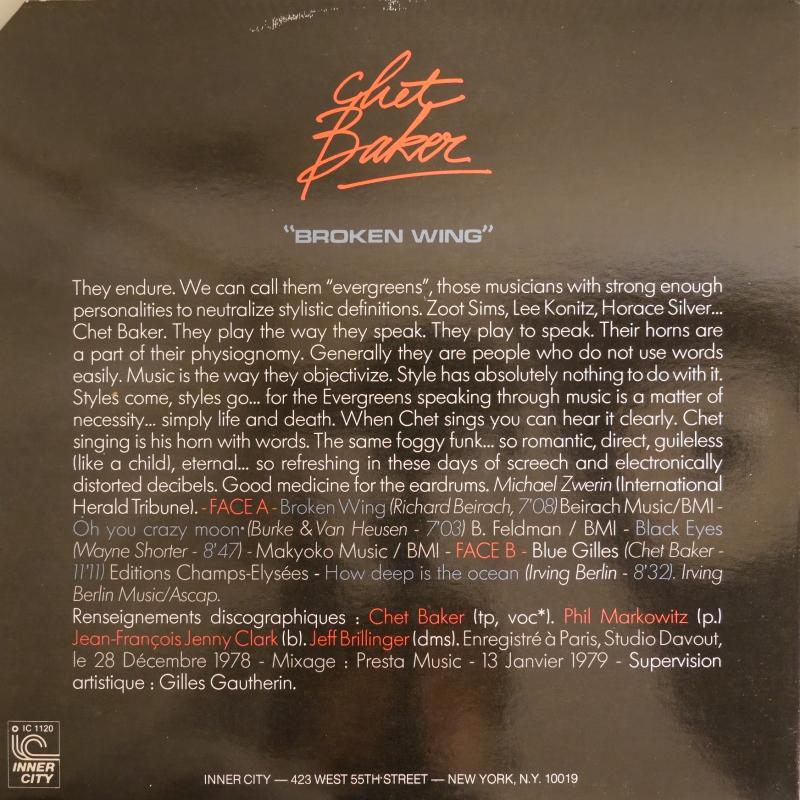 Chet
Baker
"BROKEN WING"
They endure. We can call them "evergreens", those musicians with strong enough
personalities to neutralize stylistic definitions. Zoot Sims, Lee Konitz, Horace Silver...
Chet Baker. They play the way they speak. They play to speak. Their horns are
a part of their physiognomy. Generally they are people who do not use words
easily. Music is the way they objectivize. Style has absolutely nothing to do with it.
Styles come, styles go... for the Evergreens speaking through music is a matter of
necessity... simply life and death. When Chet sings you can hear it clearly. Chet
singing is his horn with words. The same foggy funk... so romantic, direct, guileless
(like a child), eternal... so refreshing in these days of screech and electronically
distorted decibels. Good medicine for the eardrums. Michael Zwerin (International
Herald Tribune). - FACE A - Broken Wing (Richard Beirach, 7'08) Beirach Music/BMI -
Oh you crazy moon* (Burke & Van Heusen - 7'03) B. Feldman / BMI - Black Eyes
(Wayne Shorter - 8'47) - Makyoko Music / BMI - FACE B - Blue Gilles (Chet Baker -
11'11) Editions Champs-Elysées - How deep is the ocean (Irving Berlin - 8'32). Irving
Berlin Music/Ascap.
Renseignements discographiques : Chet Baker (tp, voc*). Phil Markowitz (p.)
Jean-François Jenny Clark (b). Jeff Brillinger (dms). Enregistré à Paris, Studio Davout,
le 28 Décembre 1978 - Mixage : Presta Music - 13 Janvier 1979 - Supervision
artistique : Gilles Gautherin.
IC 1120
INNER
CITY
INNER CITY — 423 WEST 55TH STREET — NEW YORK, N.Y. 10019